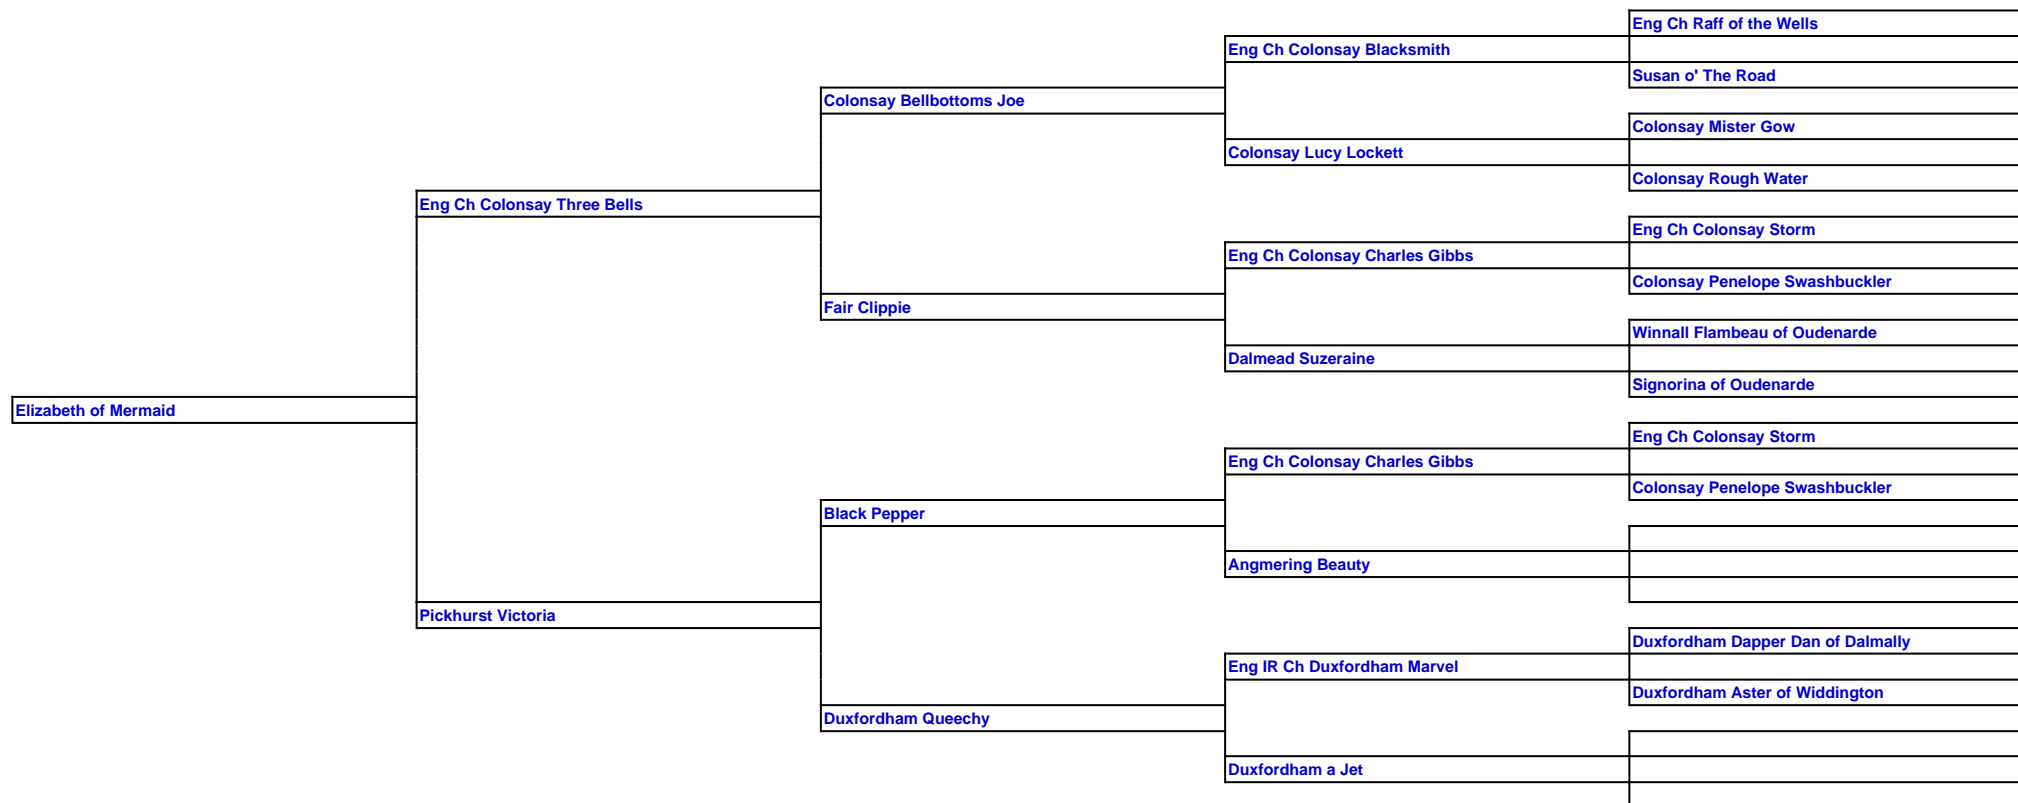 Eng Ch Raff of the Wells
Eng Ch Colonsay Blacksmith
Susan o' The Road
Colonsay Bellbottoms Joe
Colonsay Mister Gow
Colonsay Lucy Lockett
Colonsay Rough Water
Eng Ch Colonsay Three Bells
Eng Ch Colonsay Storm
Eng Ch Colonsay Charles Gibbs
Colonsay Penelope Swashbuckler
Fair Clippie
Winnall Flambeau of Oudenarde
Dalmead Suzeraine
Signorina of Oudenarde
Elizabeth of Mermaid
Eng Ch Colonsay Storm
Eng Ch Colonsay Charles Gibbs
Colonsay Penelope Swashbuckler
Black Pepper
Angmering Beauty
Pickhurst Victoria
Duxfordham Dapper Dan of Dalmally
Eng IR Ch Duxfordham Marvel
Duxfordham Aster of Widdington
Duxfordham Queechy
Duxfordham a Jet